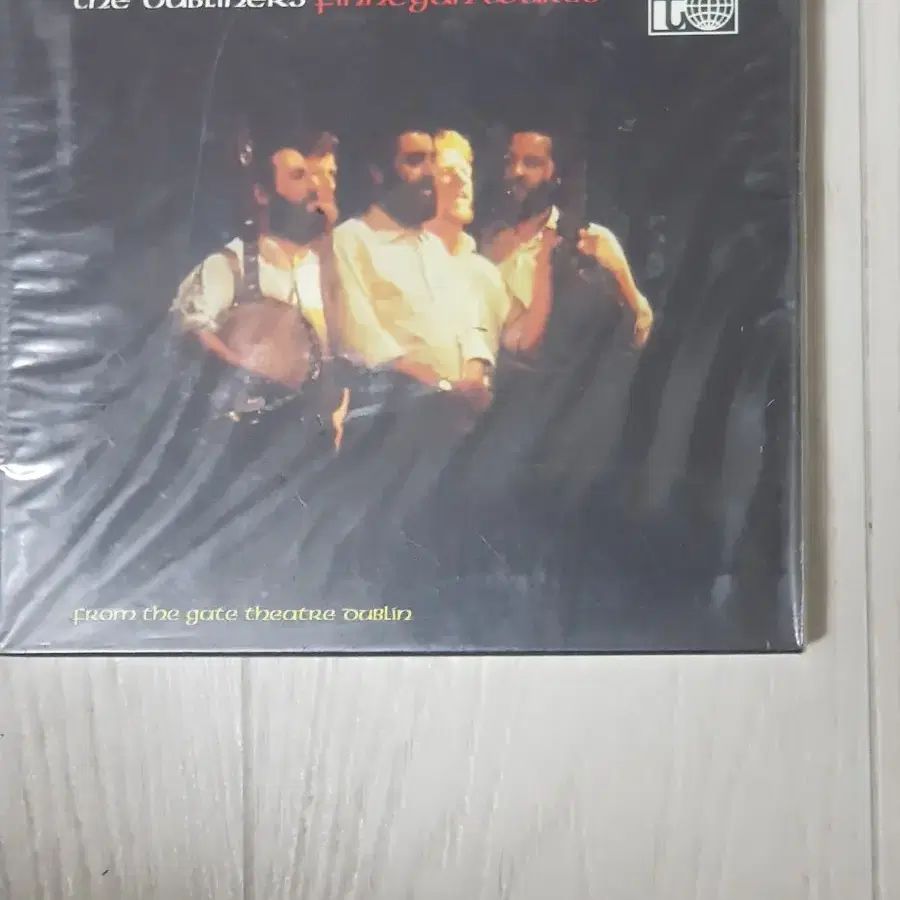 the dubliners finnegan wakes
from the gate theatre dublin